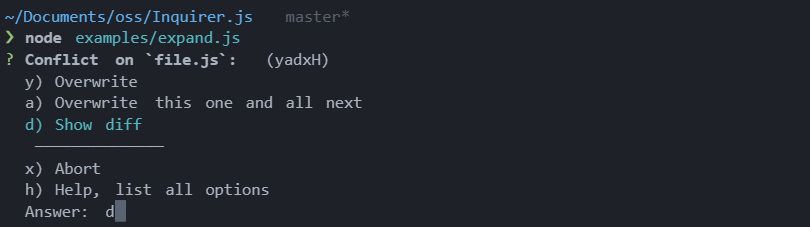 ~/Documents/oss/Inquirer.js master*
❯ node examples/expand.js
? Conflict on `file.js`: (yadxH)
y) Overwrite
a) Overwrite this one and all next
d) Show diff
──────────────
x) Abort
h) Help, list all options
Answer: d